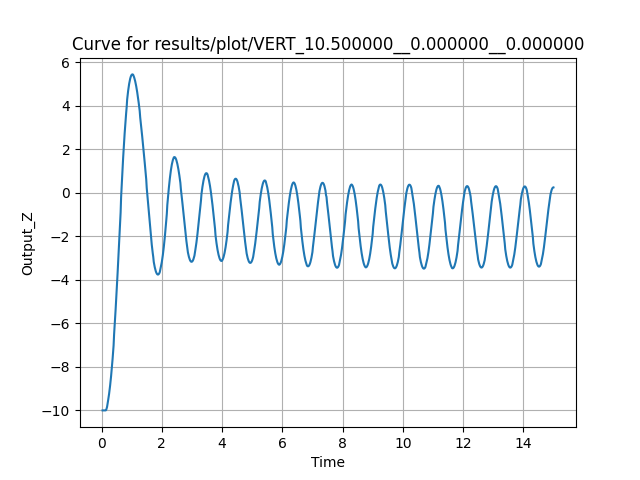 Curve for results/plot/VERT_10.500000__0.000000__0.000000
6
4
2
0
−2
−4
−6
−8
−10
Output_Z
0 2 4 6 8 10 12 14
Time